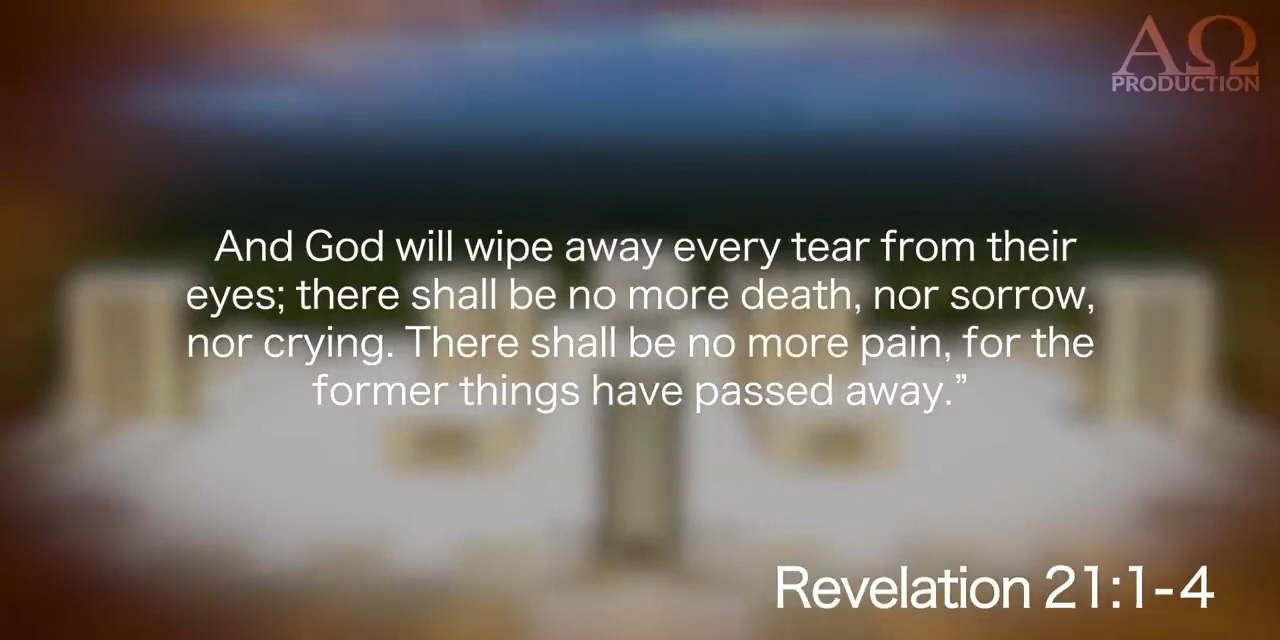 ΑΩ
PRODUCTION
And God will wipe away every tear from their
eyes; there shall be no more death, nor sorrow,
nor crying. There shall be no more pain, for the
former things have passed away.”
Revelation 21:1-4